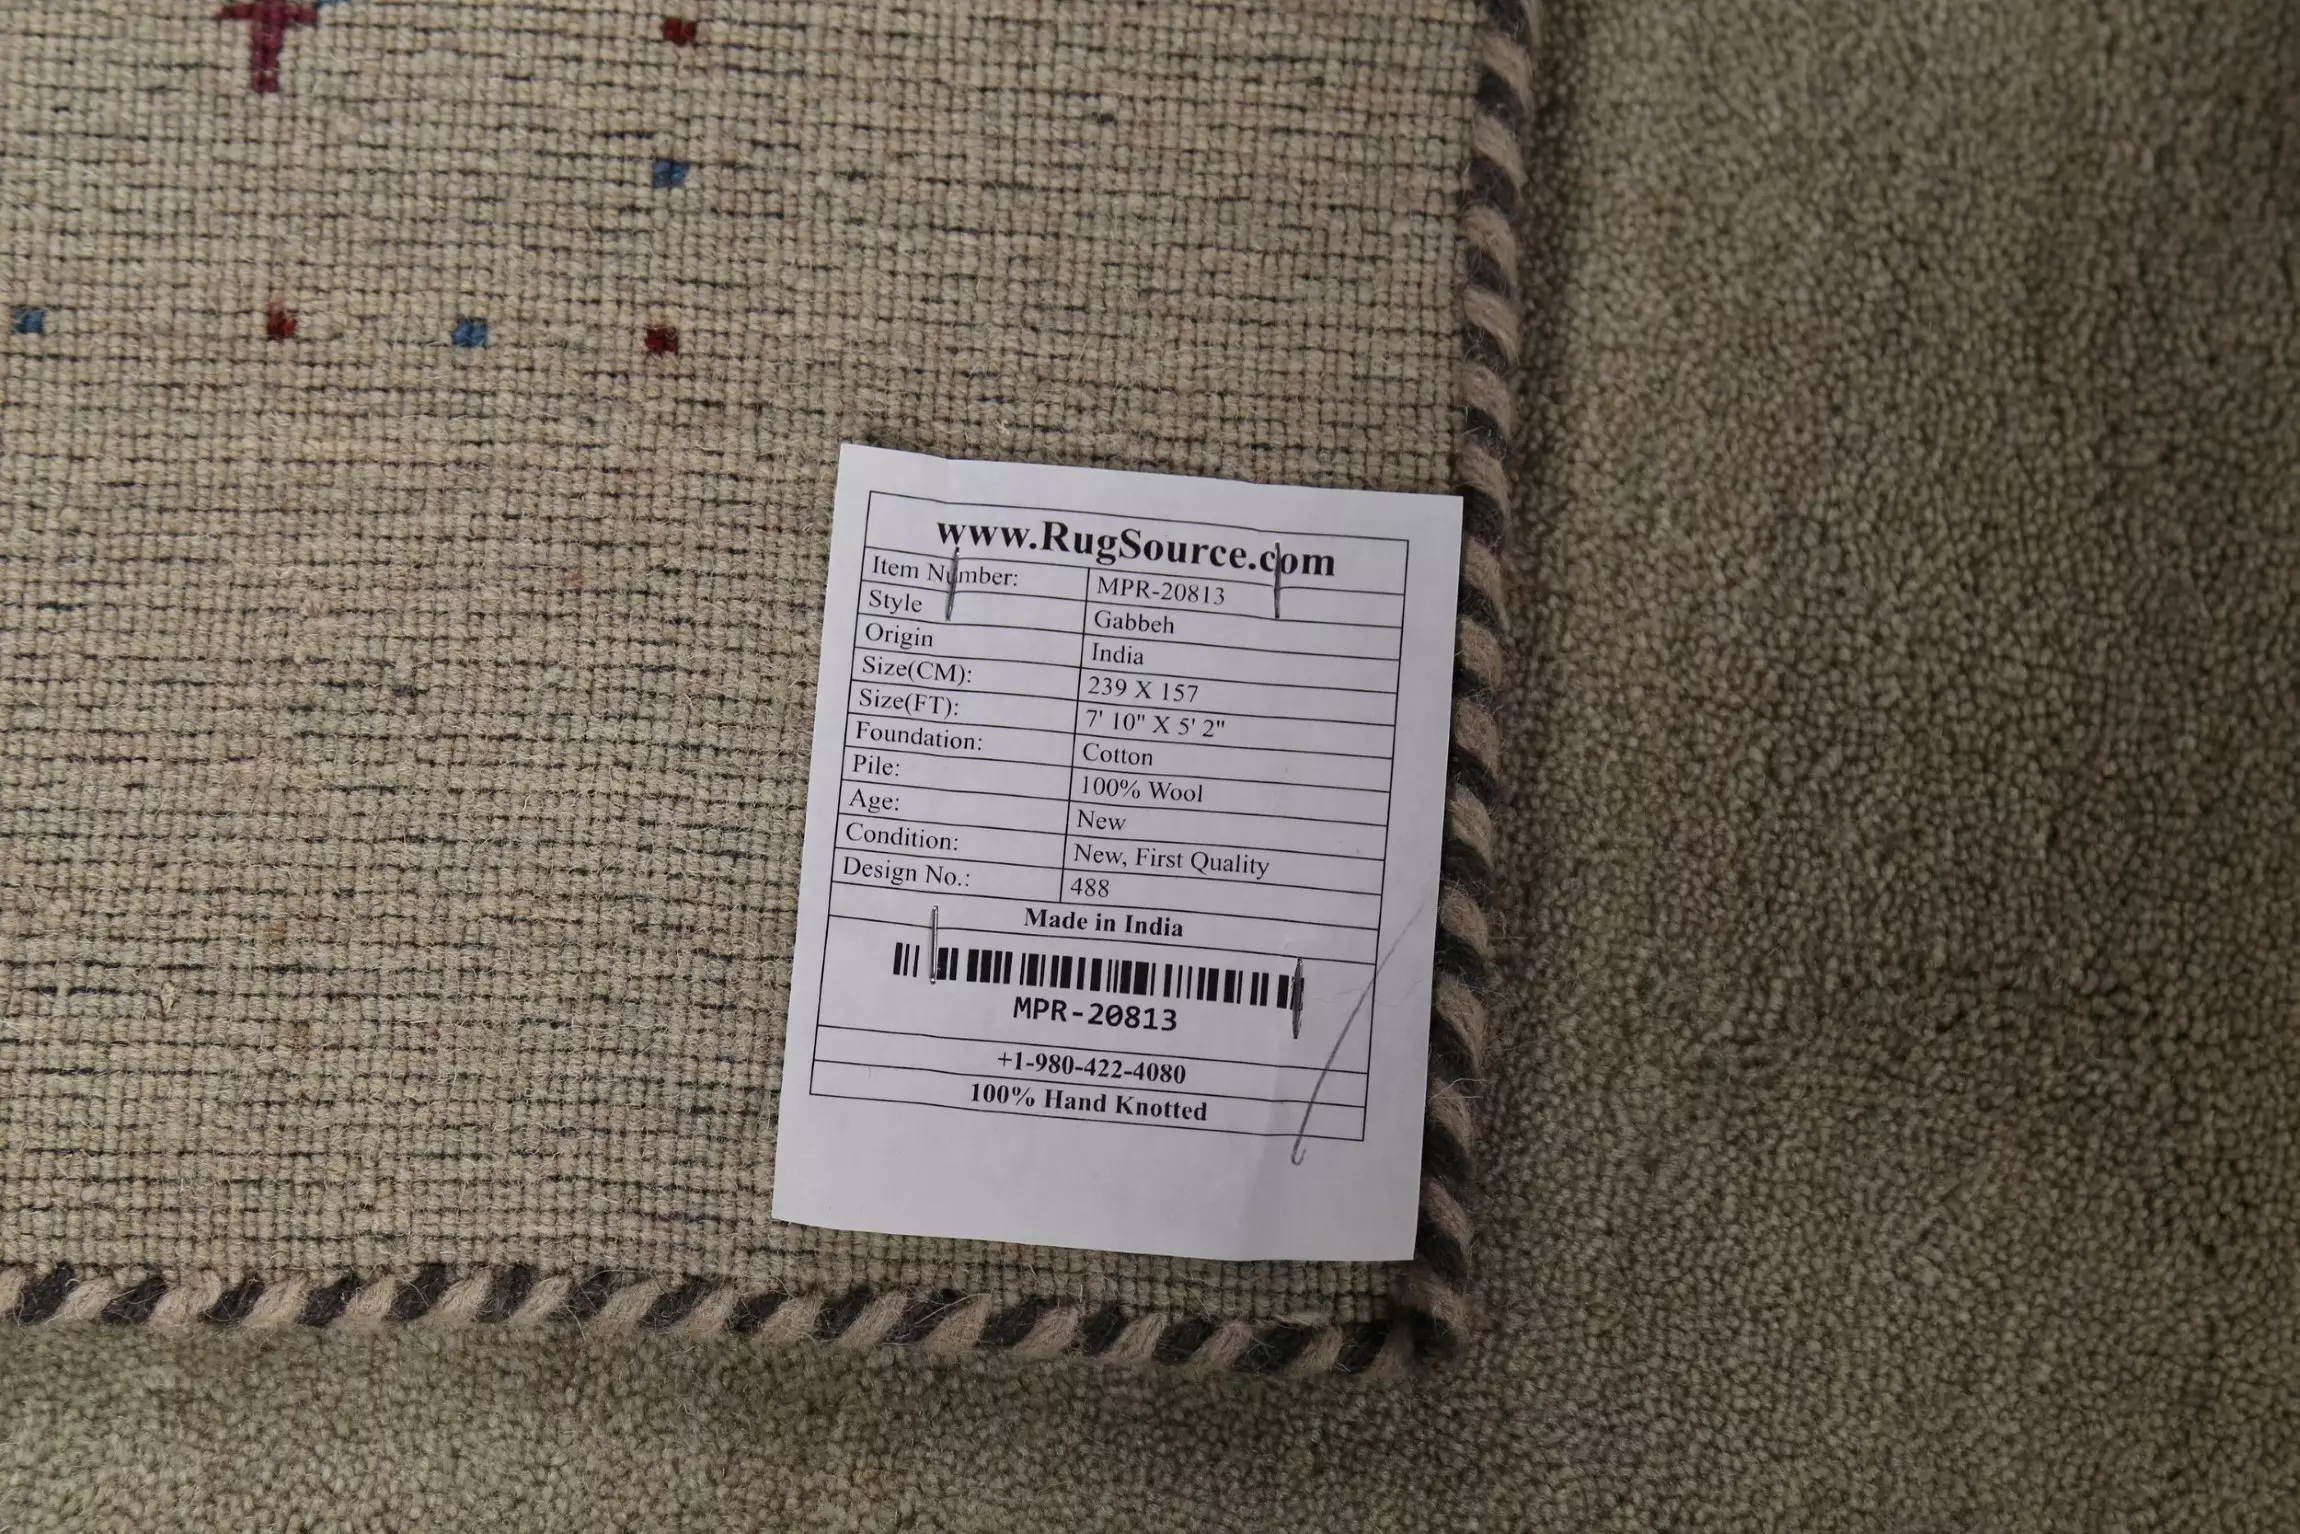 www.RugSource.com
Item Number: MPR-20813
Style Gabbeh
Origin India
Size(CM): 239 X 157
Size(FT): 7' 10" X 5' 2"
Foundation: Cotton
Pile: 100% Wool
Age: New
Condition: New, First Quality
Design No.: 488
Made in India
MPR-20813
+1-980-422-4080
100% Hand Knotted